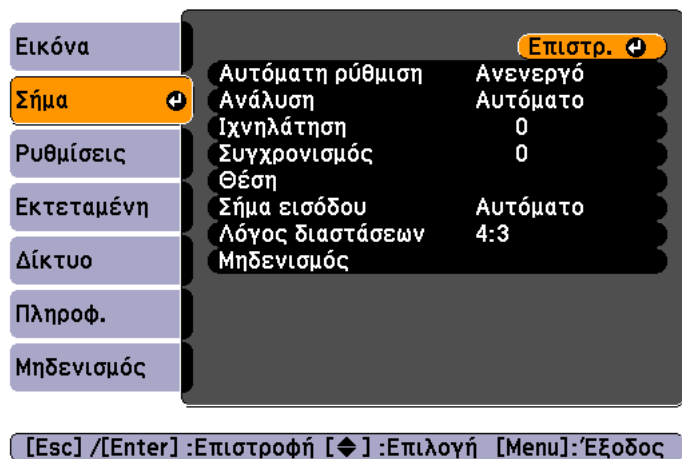 Εικόνα
Σήμα
Ρυθμίσεις
Εκτεταμένη
Δίκτυο
Πληροφ.
Μηδενισμός
Επιστρ.
Αυτόματη ρύθμιση Ανενεργό
Ανάλυση Αυτόματο
Ιχνηλάτηση 0
Συγχρονισμός 0
Θέση
Σήμα εισόδου Αυτόματο
Λόγος διαστάσεων 4:3
Μηδενισμός
[Esc] /[Enter] :Επιστροφή [◆] :Επιλογή [Menu]:Έξοδος